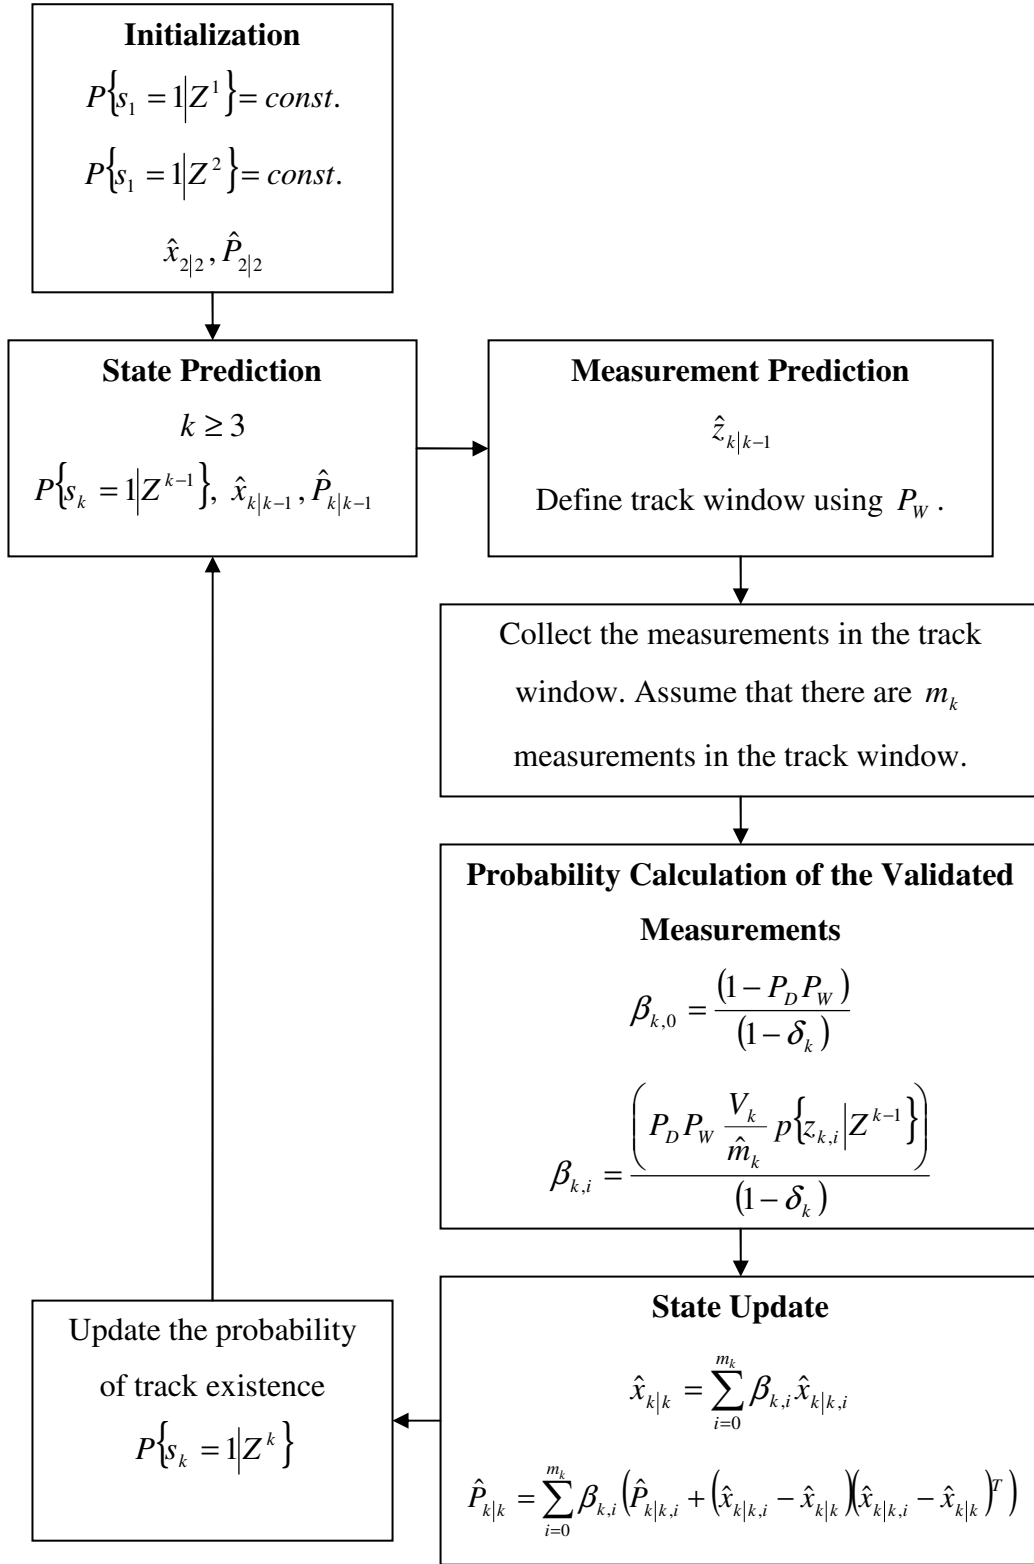 Initialization
P{s_1 = 1|Z^1} = const.
P{s_1 = 1|Z^2} = const.
x̂_{2|2}, P̂_{2|2}
State Prediction
k ≥ 3
P{s_k = 1|Z^{k-1}}, x̂_{k|k-1}, P̂_{k|k-1}
Measurement Prediction
ẑ_{k|k-1}
Define track window using P_W.
Collect the measurements in the track
window. Assume that there are m_k
measurements in the track window.
Probability Calculation of the Validated
Measurements
β_{k,0} = (1 − P_D P_W) / (1 − δ_k)
β_{k,i} = (P_D P_W (V_k / m̂_k) p{z_{k,i}|Z^{k-1}}) / (1 − δ_k)
State Update
x̂_{k|k} = ∑_{i=0}^{m_k} β_{k,i} x̂_{k|k,i}
P̂_{k|k} = ∑_{i=0}^{m_k} β_{k,i} (P̂_{k|k,i} + (x̂_{k|k,i} − x̂_{k|k})(x̂_{k|k,i} − x̂_{k|k})^T)
Update the probability
of track existence
P{s_k = 1|Z^k}